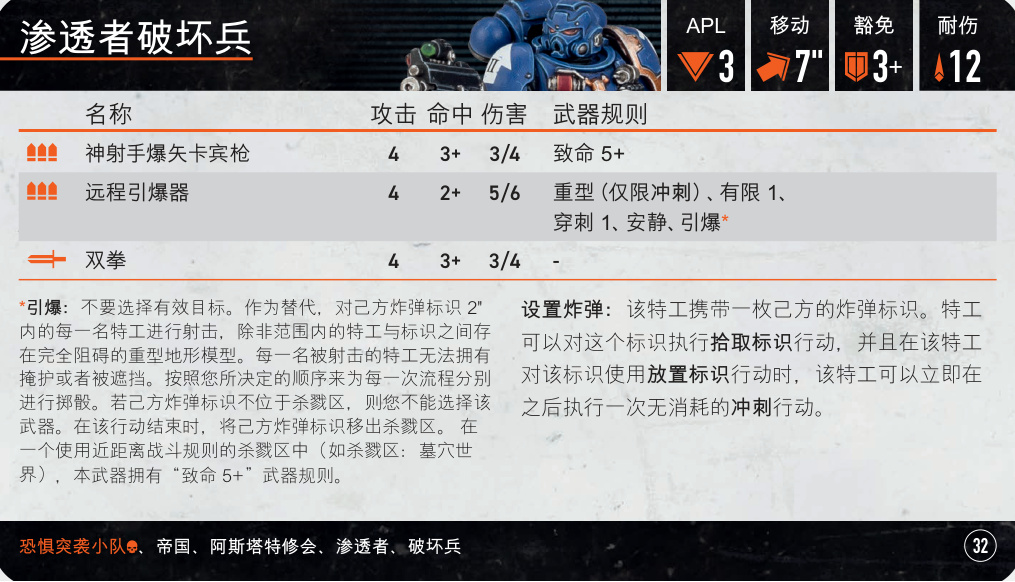 渗透者破坏兵
APL 移动 豁免 耐伤
3 7" 3+ 12
名称 攻击 命中 伤害 武器规则
神射手爆矢卡宾枪 4 3+ 3/4 致命 5+
远程引爆器 4 2+ 5/6 重型（仅限冲刺）、有限 1、
穿刺 1、安静、引爆*
双拳 4 3+ 3/4 -
*引爆：不要选择有效目标。作为替代，对己方炸弹标识 2"
内的每一名特工进行射击，除非范围内的特工与标识之间存
在完全阻碍的重型地形模型。每一名被射击的特工无法拥有
掩护或者被遮挡。按照您所决定的顺序来为每一次流程分别
进行掷骰。若己方炸弹标识不位于杀戮区，则您不能选择该
武器。在该行动结束时，将己方炸弹标识移出杀戮区。 在
一个使用近距离战斗规则的杀戮区中（如杀戮区：墓穴世
界），本武器拥有“致命 5+”武器规则。
设置炸弹：该特工携带一枚己方的炸弹标识。特工
可以对这个标识执行拾取标识行动，并且在该特工
对该标识使用放置标识行动时，该特工可以立即在
之后执行一次无消耗的冲刺行动。
恐惧突袭小队、帝国、阿斯塔特修会、渗透者、破坏兵
32